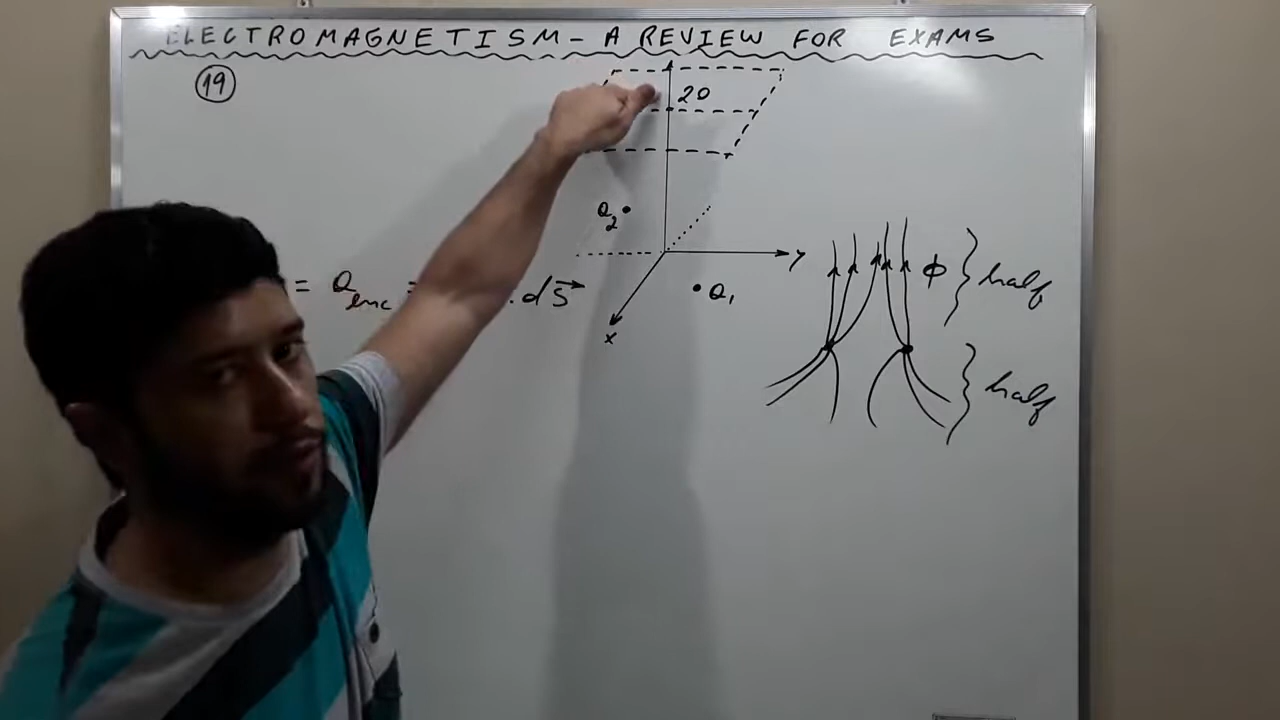 ELECTROMAGNETISM - A REVIEW FOR EXAMS
19
20
Q2
y
Q1
x
= Qenc = . dS
ϕ } half
} half